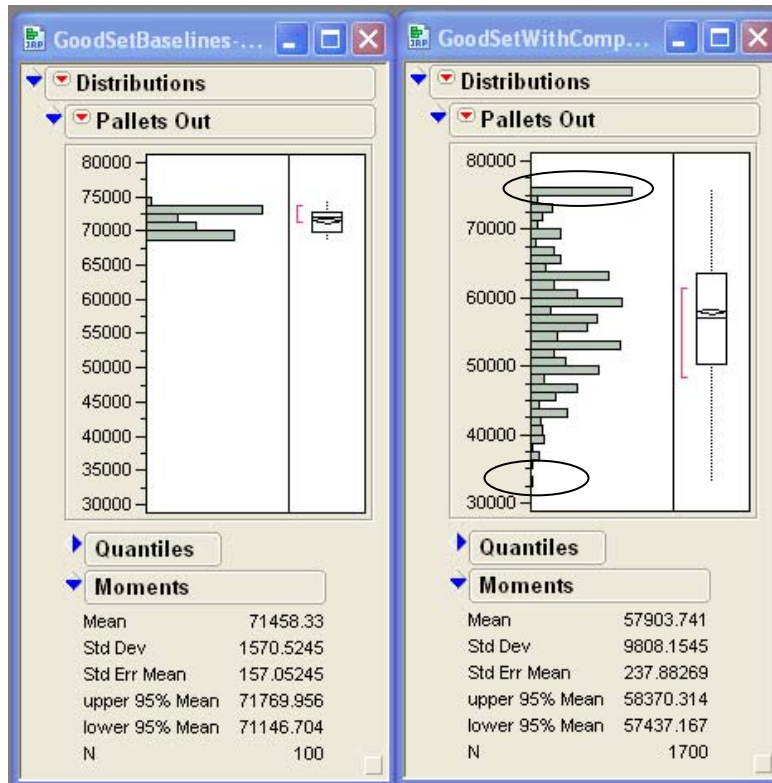 GoodSetBaselines-...
Distributions
Pallets Out
80000
75000
70000
65000
60000
55000
50000
45000
40000
35000
30000
Quantiles
Moments
Mean 71458.33
Std Dev 1570.5245
Std Err Mean 157.05245
upper 95% Mean 71769.956
lower 95% Mean 71146.704
N 100
GoodSetWithComp...
Distributions
Pallets Out
80000
70000
60000
50000
40000
30000
Quantiles
Moments
Mean 57903.741
Std Dev 9808.1545
Std Err Mean 237.88269
upper 95% Mean 58370.314
lower 95% Mean 57437.167
N 1700